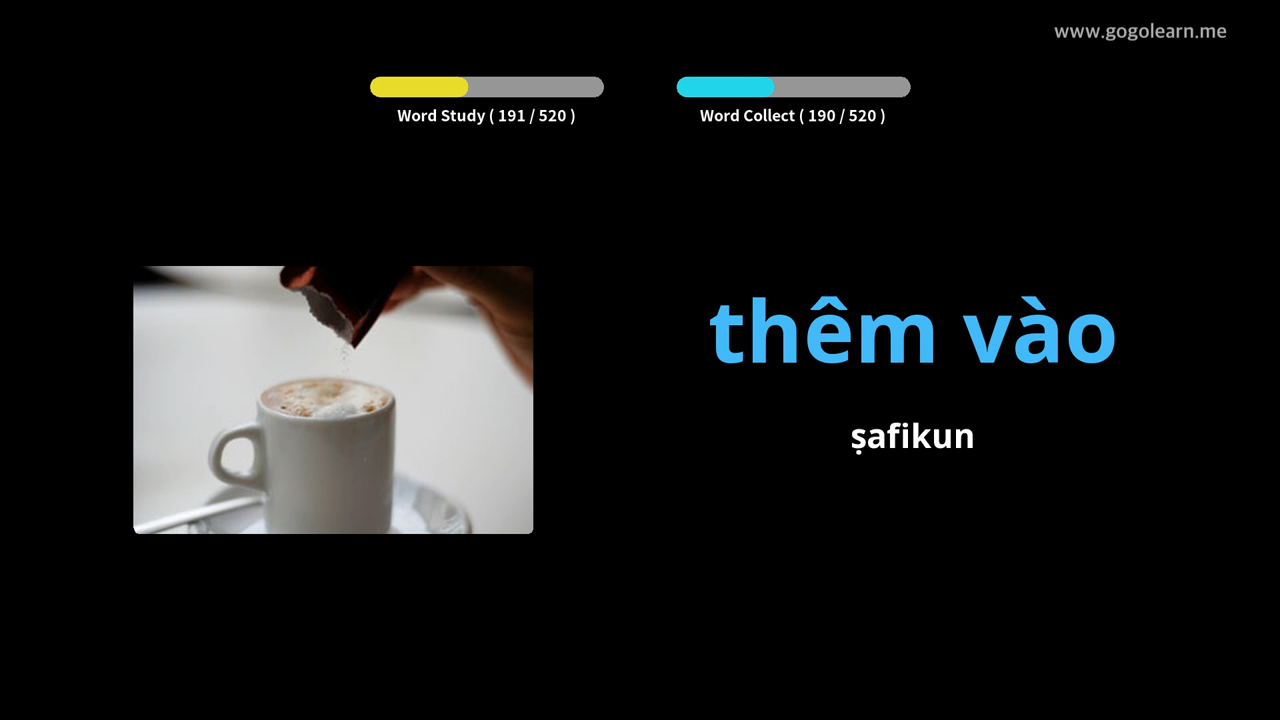 www.gogolearn.me
Word Study ( 191 / 520 )
Word Collect ( 190 / 520 )
thêm vào
ṣafikun